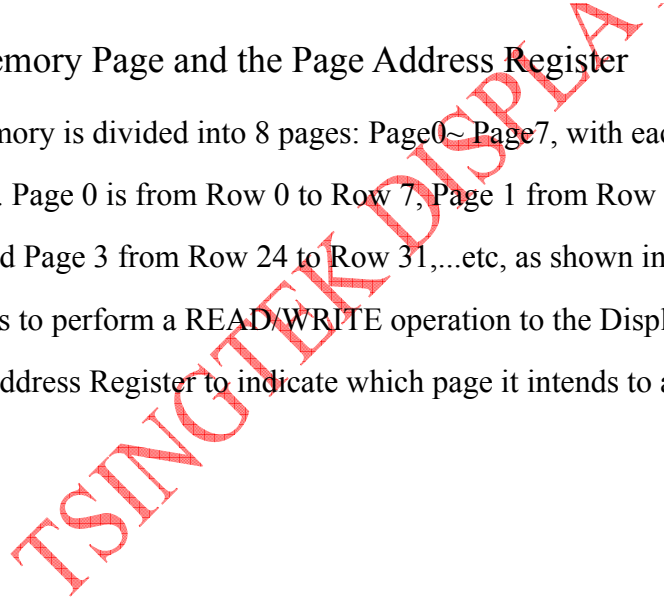 emory Page and the Page Address Register
mory is divided into 8 pages: Page0~ Page7, with eac
. Page 0 is from Row 0 to Row 7, Page 1 from Row
d Page 3 from Row 24 to Row 31,...etc, as shown in
s to perform a READ/WRITE operation to the Displ
ddress Register to indicate which page it intends to a
TSINGTEK DISPLA